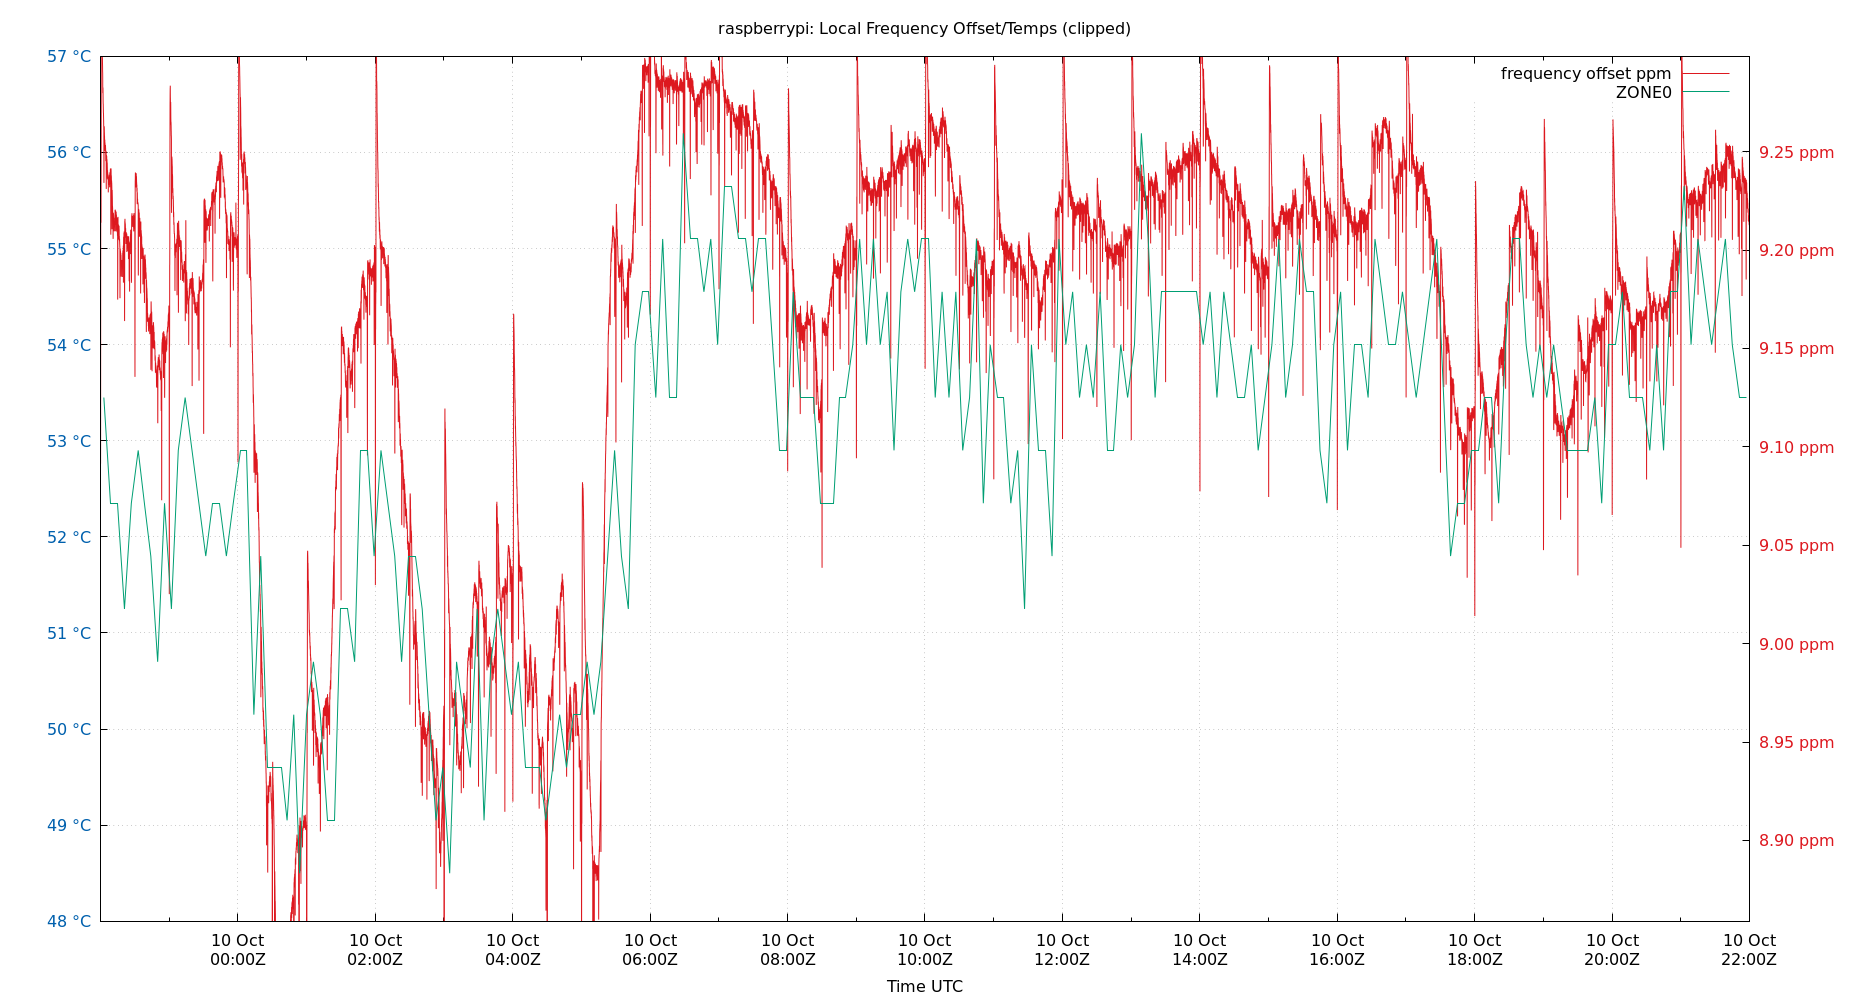 raspberrypi: Local Frequency Offset/Temps (clipped)
57 °C
56 °C
55 °C
54 °C
53 °C
52 °C
51 °C
50 °C
49 °C
48 °C
frequency offset ppm
ZONE0
9.25 ppm
9.20 ppm
9.15 ppm
9.10 ppm
9.05 ppm
9.00 ppm
8.95 ppm
8.90 ppm
10 Oct 10 Oct 10 Oct 10 Oct 10 Oct 10 Oct 10 Oct 10 Oct 10 Oct 10 Oct 10 Oct 10 Oct
00:00Z 02:00Z 04:00Z 06:00Z 08:00Z 10:00Z 12:00Z 14:00Z 16:00Z 18:00Z 20:00Z 22:00Z
Time UTC